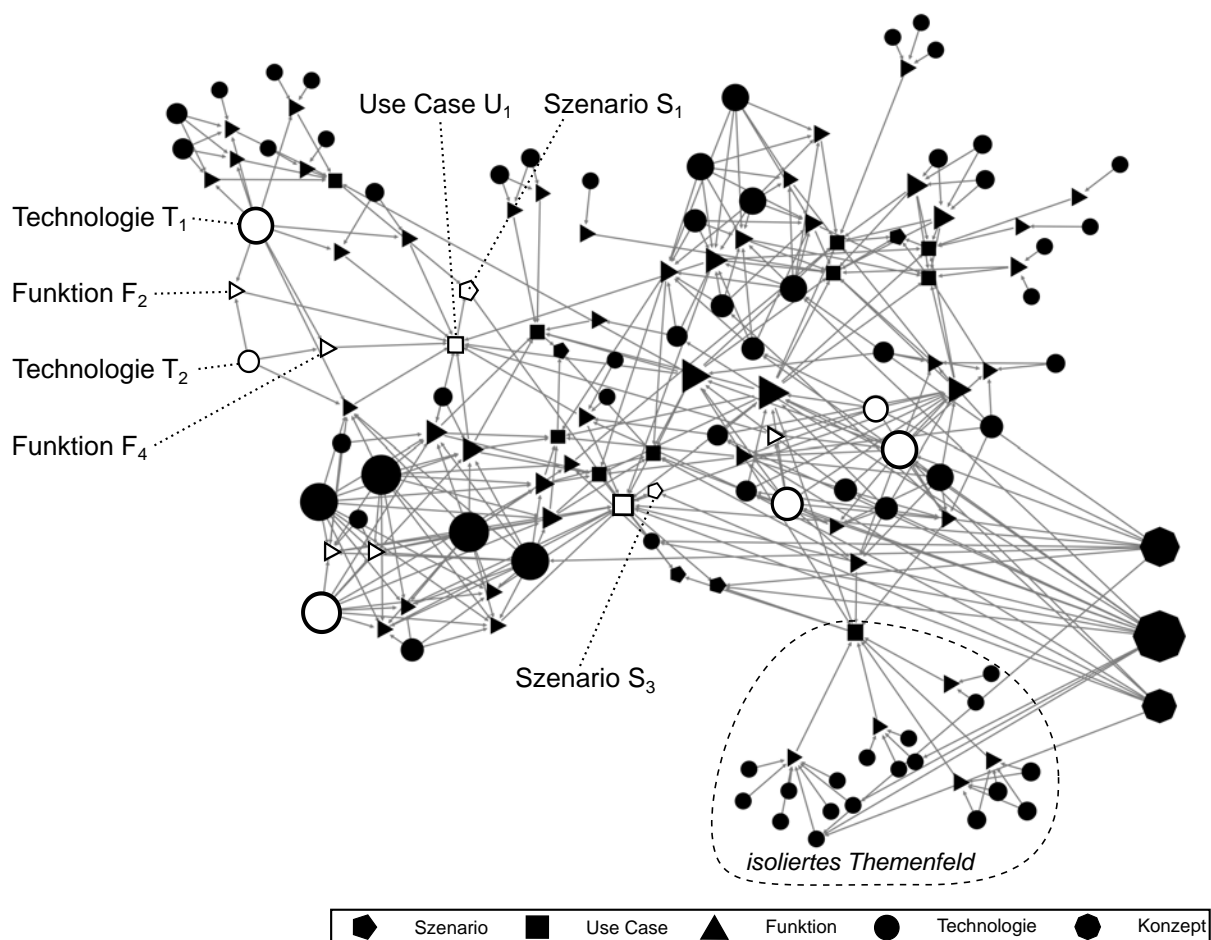 Use Case U₁
Szenario S₁
Technologie T₁
Funktion F₂
Technologie T₂
Funktion F₄
Szenario S₃
isoliertes Themenfeld
Szenario
Use Case
Funktion
Technologie
Konzept